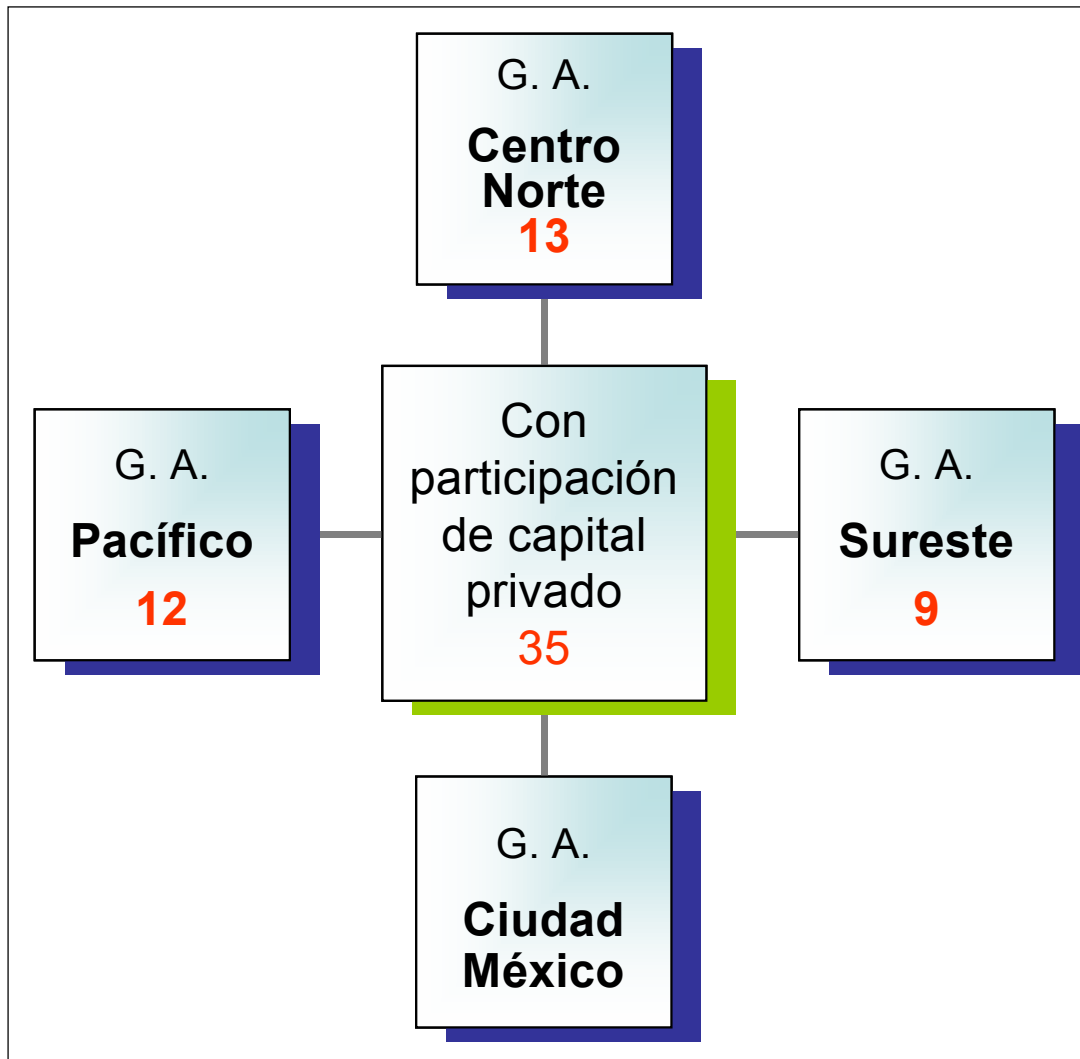 G. A.
Centro
Norte
13
G. A.
Pacífico
12
Con
participación
de capital
privado
35
G. A.
Sureste
9
G. A.
Ciudad
México